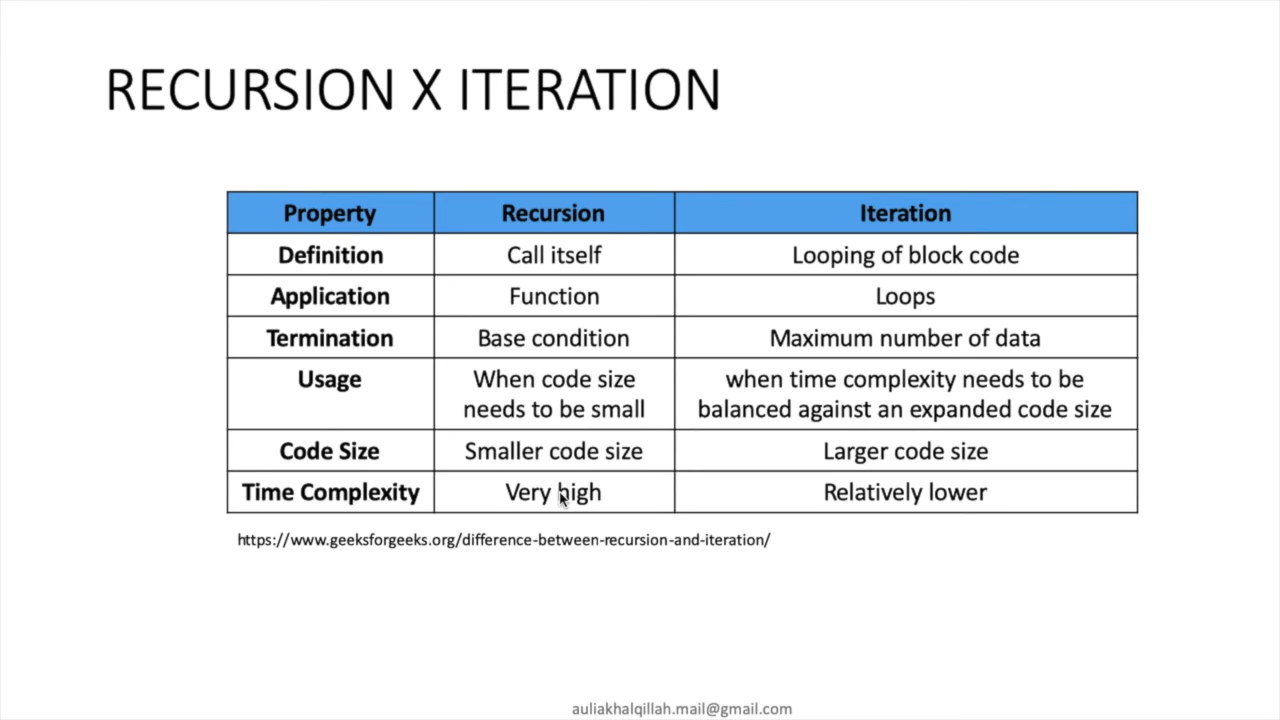 RECURSION X ITERATION
Property Recursion Iteration
Definition Call itself Looping of block code
Application Function Loops
Termination Base condition Maximum number of data
Usage When code size when time complexity needs to be
needs to be small balanced against an expanded code size
Code Size Smaller code size Larger code size
Time Complexity Very high Relatively lower
https://www.geeksforgeeks.org/difference-between-recursion-and-iteration/
auliakhalqillah.mail@gmail.com